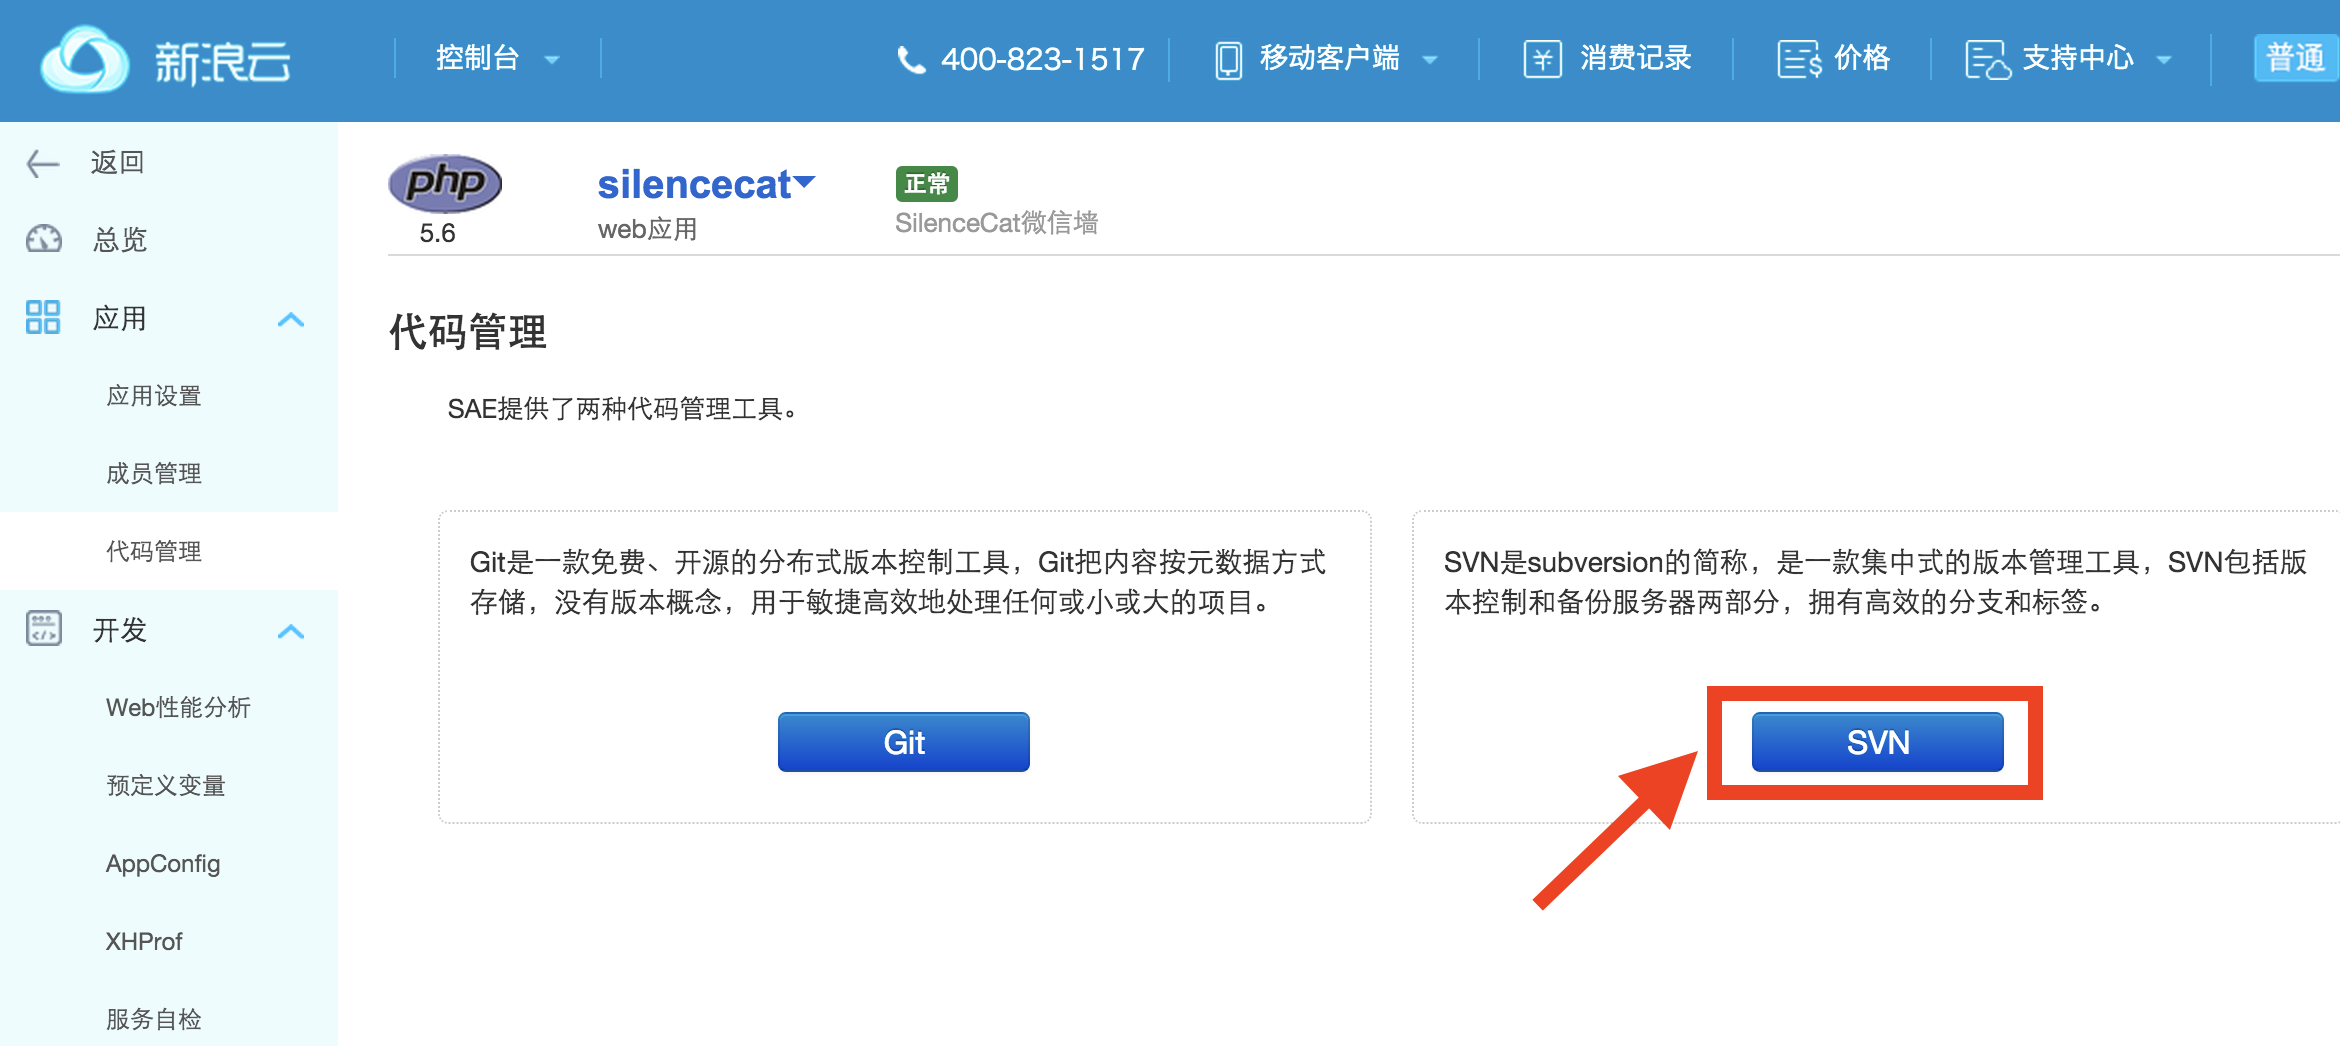 新浪云
控制台
400-823-1517
移动客户端
消费记录
价格
支持中心
普通
返回
总览
应用
应用设置
成员管理
代码管理
开发
Web性能分析
预定义变量
AppConfig
XHProf
服务自检
php
5.6
silencecat
web应用
正常
SilenceCat微信墙
代码管理
SAE提供了两种代码管理工具。
Git是一款免费、开源的分布式版本控制工具，Git把内容按元数据方式
存储，没有版本概念，用于敏捷高效地处理任何或小或大的项目。
Git
SVN是subversion的简称，是一款集中式的版本管理工具，SVN包括版
本控制和备份服务器两部分，拥有高效的分支和标签。
SVN